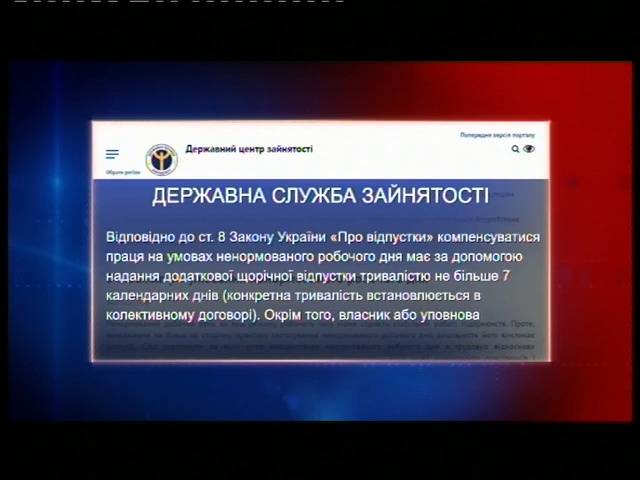 Попередня версія порталу
Державний центр зайнятості
Обрати регіон
ДЕРЖАВНА СЛУЖБА ЗАЙНЯТОСТІ
Відповідно до ст. 8 Закону України «Про відпустки» компенсуватися
праця на умовах ненормованого робочого дня має за допомогою
надання додаткової щорічної відпустки тривалістю не більше 7
календарних днів (конкретна тривалість встановлюється в
колективному договорі). Окрім того, власник або уповнова